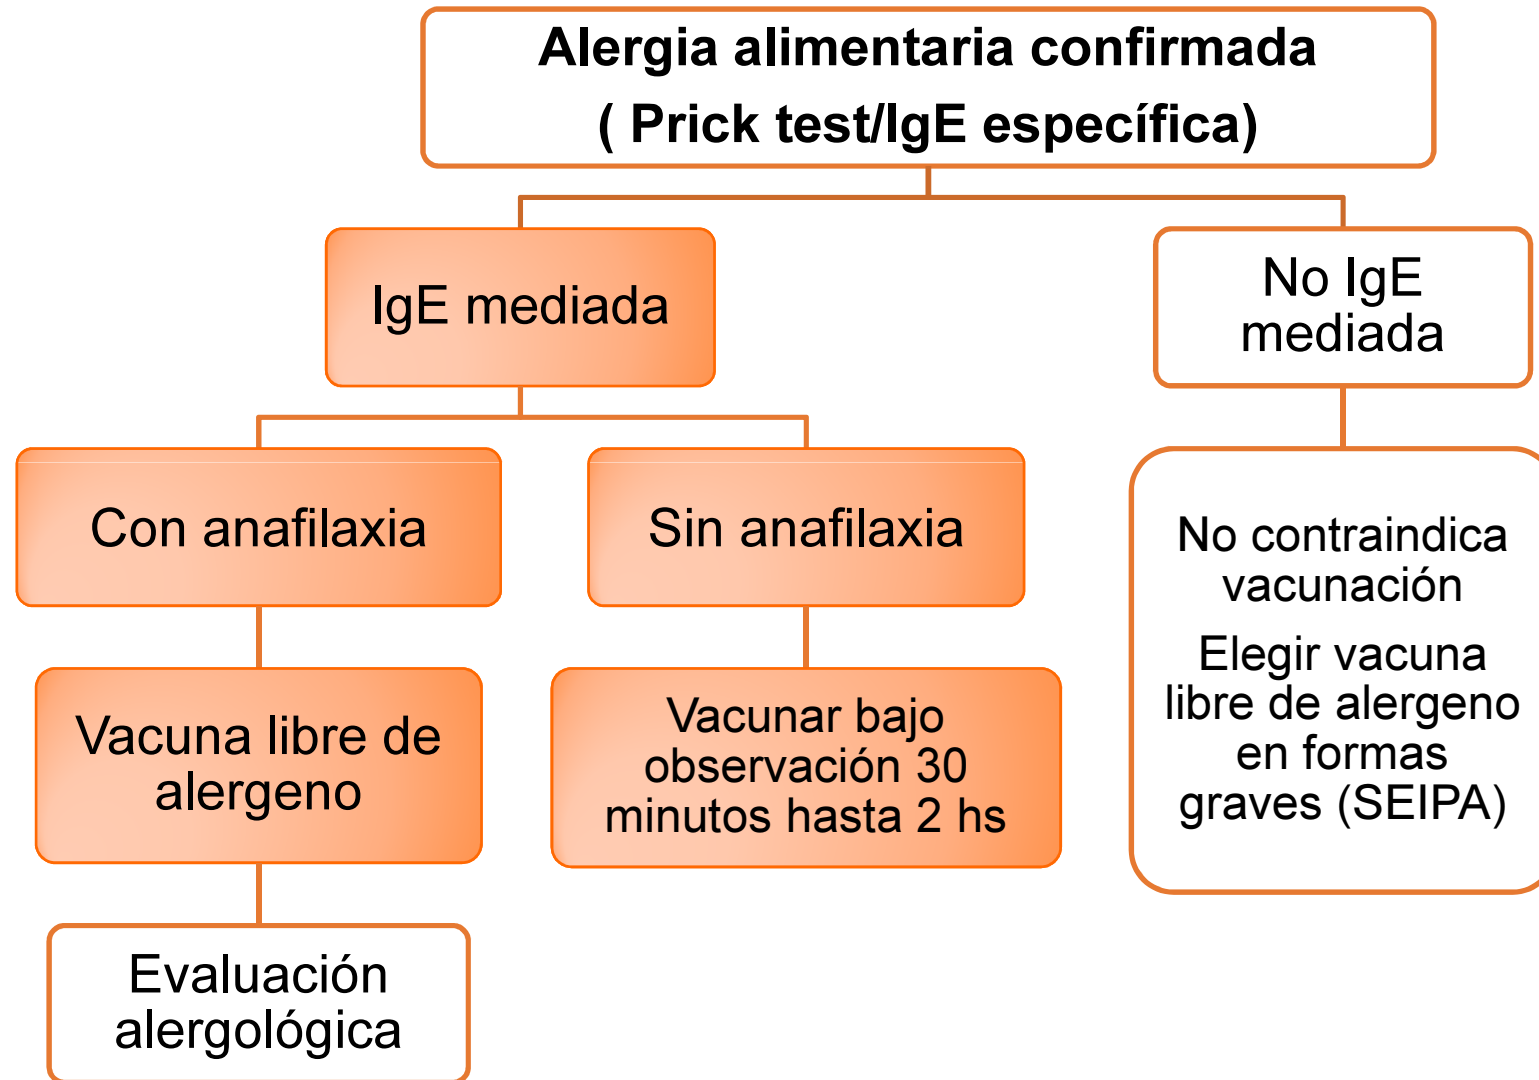 Alergia alimentaria confirmada
( Prick test/IgE específica)
IgE mediada
No IgE
mediada
Con anafilaxia
Sin anafilaxia
No contraindica
vacunación
Elegir vacuna
libre de alergeno
en formas
graves (SEIPA)
Vacuna libre de
alergeno
Vacunar bajo
observación 30
minutos hasta 2 hs
Evaluación
alergológica